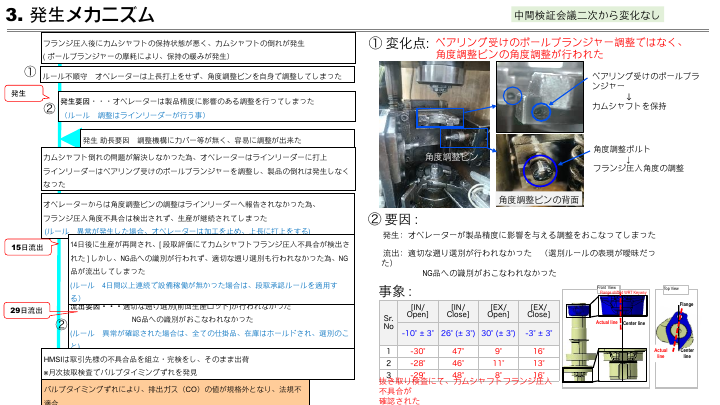 3. 発生メカニズム
中間検証会議二次から変化なし
フランジ圧入後にカムシャフトの保持状態が悪く、カムシャフトの倒れが発生
( ボールプランジャーの摩耗により、保持の緩みが発生)
①
ルール不順守　オペレーターは上長打上をせず、角度調整ピンを自身で調整してしまった
発生
②
発生要因・・・オペレーターは製品精度に影響のある調整を行ってしまった
（ルール　調整はラインリーダーが行う事）
発生 助長要因　調整機構に力バー等が無く、容易に調整が出来た
カムシャフト倒れの問題が解決しなかった為、オペレーターはラインリーダーに打上
ラインリーダーはベアリング受けのボールプランジャーを調整し、製品の倒れは発生しなく
なった
オペレーターからは角度調整ピンの調整はラインリーダーへ報告されなかった為、
フランジ圧入角度不具合は検出されず、生産が継続されてしまった
(ルール　異常が発生した場合、オペレーターは加工を止め、上長に打上をする)
15日流出
14日後に生産が再開され、[ 段取評価にてカムシャフトフランジ圧入不具合が検出さ
れた ] しかし、NG品への識別が行われず、適切な遡り選別も行われなかった為、NG
品が流出してしまった
(ルール　4日間以上連続で設備稼働が無かった場合は、段取承認ルールを適用す
る)
29日流出
②
流出要因・・・適切な遡り選別(前回生産ロット)が行われなかった
NG品への識別がおこなわれなかった
(ルール　異常が確認された場合は、全ての仕掛品、在庫はホールドされ、選別のこ
と)
HMSIは取引先様の不具合品を組立・完検をし、そのまま出荷
※月次抜取検査てバルブタイミングずれを発見
バルブタイミングずれにより、排出ガス（CO）の値が規格外となり、法規不
適合
① 変化点:
ベアリング受けのボールプランジャー調整ではなく、
角度調整ピンの角度調整が行われた
角度調整ピン
角度調整ピンの背面
ベアリング受けのボールプラ
ンジャー
↓
カムシャフトを保持
角度調整ボルト
↓
フランジ圧入角度の調整
② 要因 :
発生:　オペレーターが製品精度に影響を与える調整をおこなってしまった
流出:　適切な遡り選別が行われなかった　（選別ルールの表現が曖昧だっ
た）
NG品への識別がおこなわれなかった
事象 :
Sr. No [IN/ Open] [IN/ Close] [EX/ Open] [EX/ Close]
-10˚ ± 3˚ 26˚ (± 3˚) 30˚ (± 3˚) -3˚ ± 3˚
1 -30˚ 47˚ 9˚ 16˚
2 -28˚ 46˚ 11˚ 13˚
3 -29˚ 48˚ 8˚ 16˚
抜き取り検査にて、カムシャフトフランジ圧入
不具合が
確認された
Front View
Flange shifted WRT Keyway
Actual line
Center line
Top View
Flange
Actual line
Center line